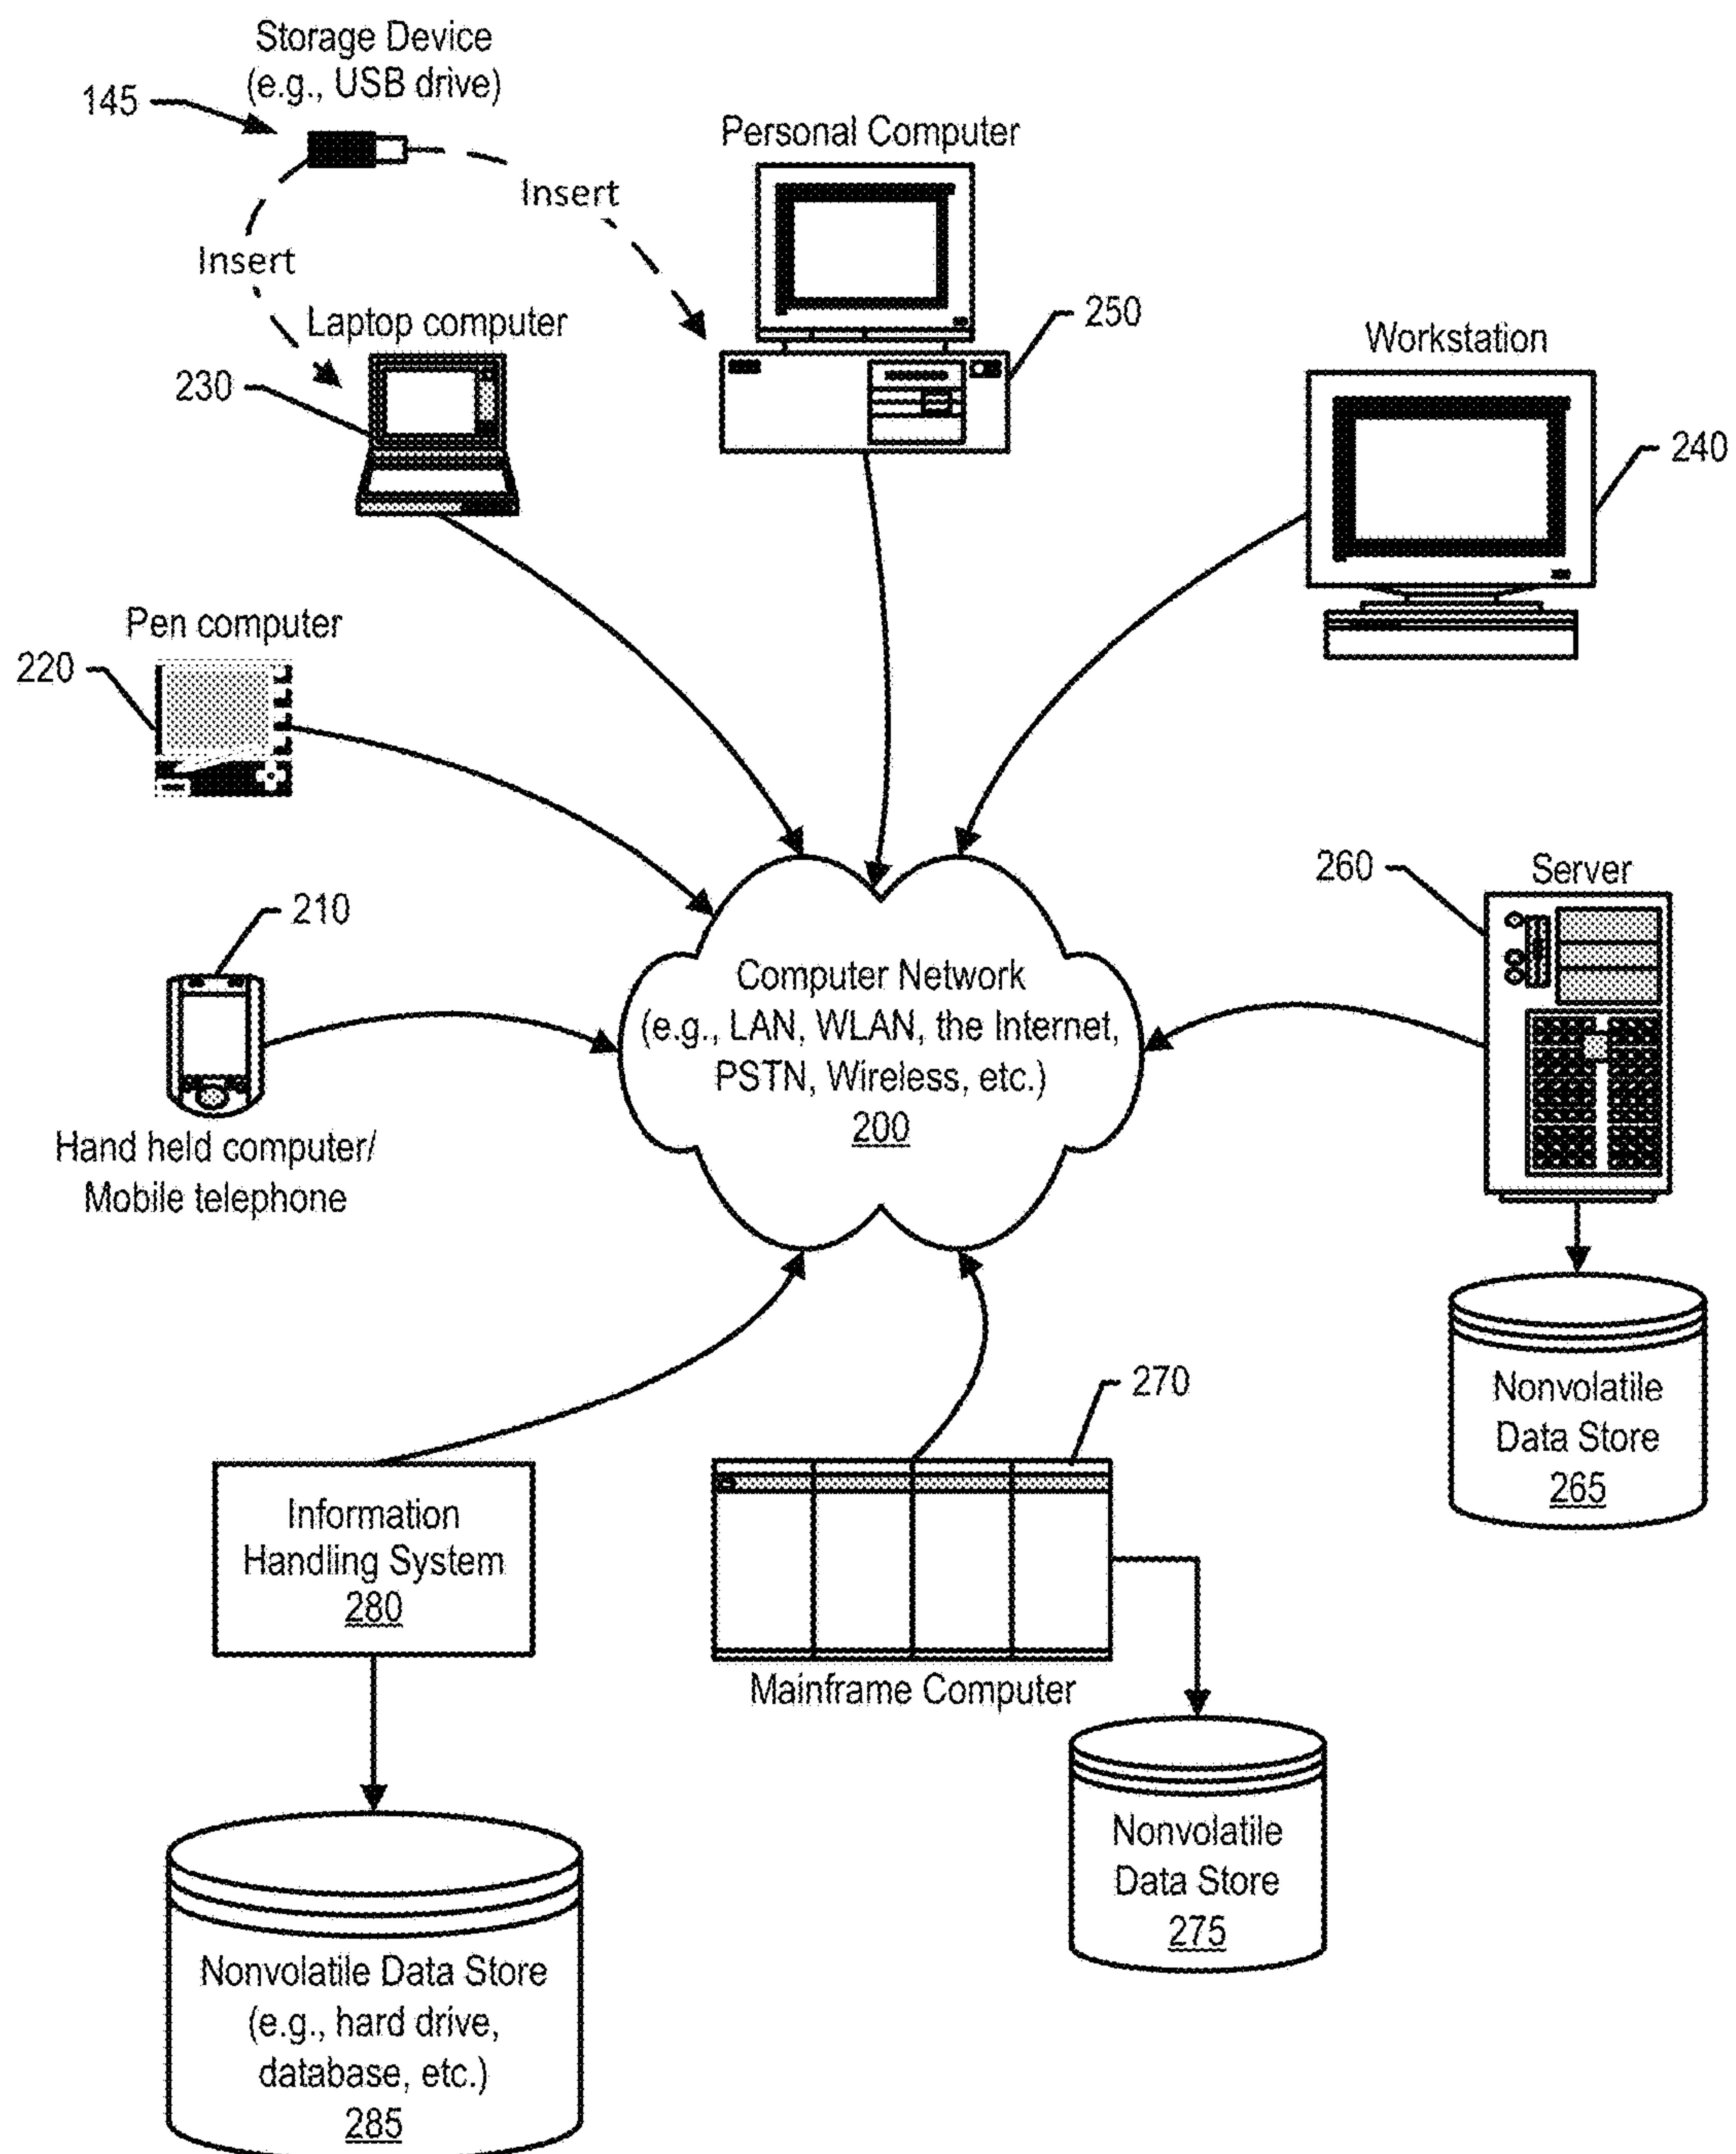 Storage Device
(e.g., USB drive)
145
Personal Computer
Insert
Insert
Laptop computer
250
Workstation
230
240
Pen computer
220
260
Server
210
Computer Network
(e.g., LAN, WLAN, the Internet,
PSTN, Wireless, etc.)
200
Hand held computer/
Mobile telephone
270
Nonvolatile
Data Store
265
Information
Handling System
280
Mainframe Computer
Nonvolatile
Data Store
275
Nonvolatile Data Store
(e.g., hard drive,
database, etc.)
285